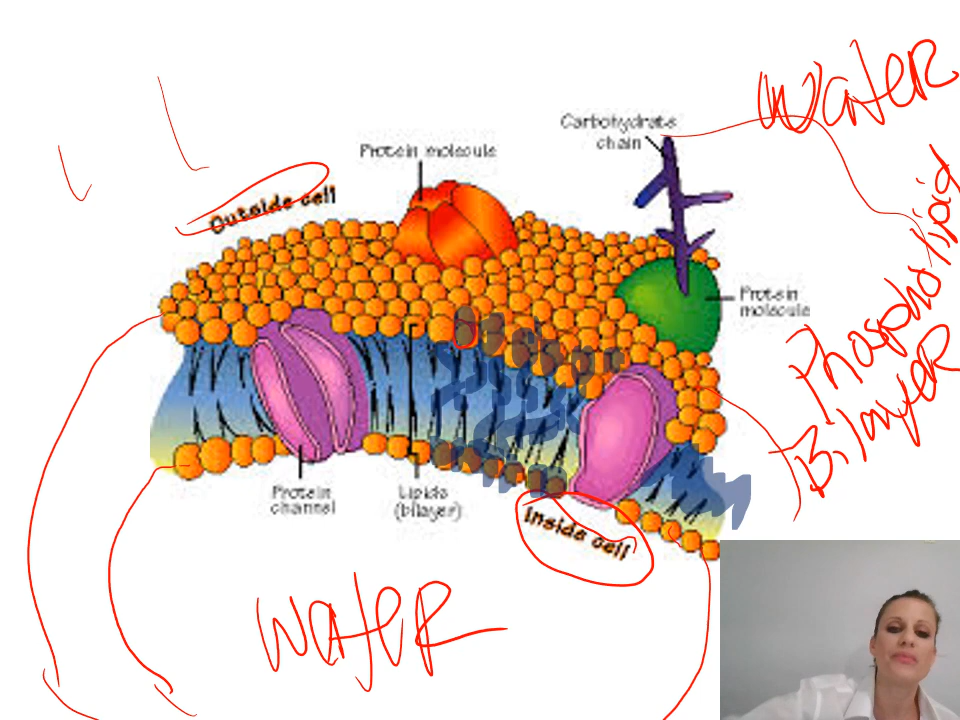 WateR
Carbohydrate
chain
Protein molecule
Outside cell
Protein
molecule
Phospholipid
BilayeR
Protein
channel
Lipids
(bilayer)
Inside cell
WateR